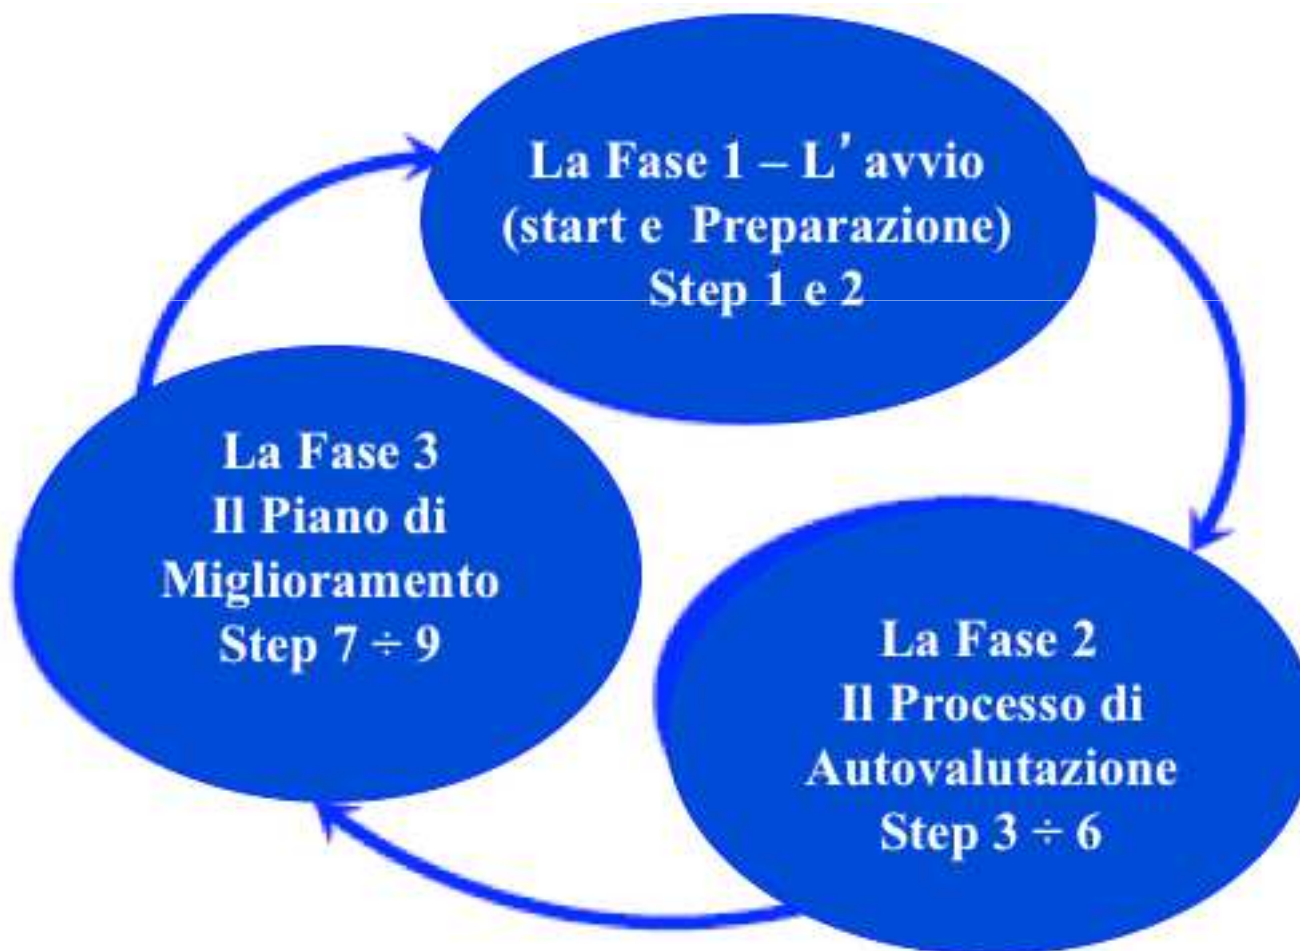 La Fase 1 – L’ avvio
(start e Preparazione)
Step 1 e 2
La Fase 2
Il Processo di
Autovalutazione
Step 3 ÷ 6
La Fase 3
Il Piano di
Miglioramento
Step 7 ÷ 9